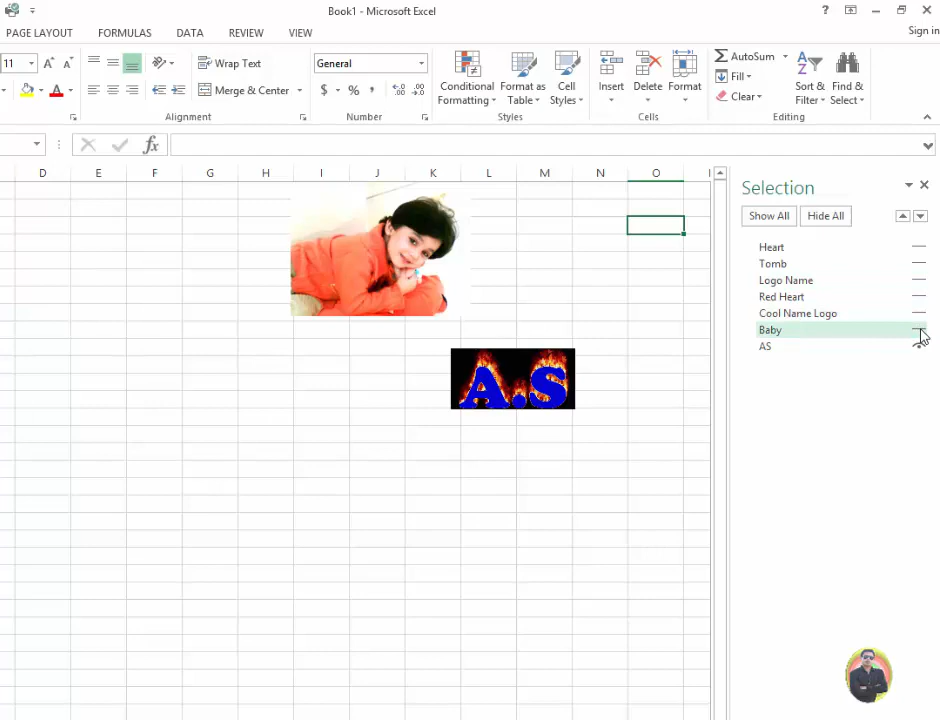 Book1 - Microsoft Excel
?
Sign in
PAGE LAYOUT FORMULAS DATA REVIEW VIEW
11 A A Wrap Text General
AutoSum
Fill
Clear
A Merge & Center $ % , .00 .0
Conditional Formatting
Format as Table
Cell Styles
Insert
Delete
Format
Sort & Filter
Find & Select
Alignment Number Styles Cells Editing
fx
D E F G H I J K L M N O
A.S
Selection
Show All Hide All
Heart
Tomb
Logo Name
Red Heart
Cool Name Logo
Baby
AS